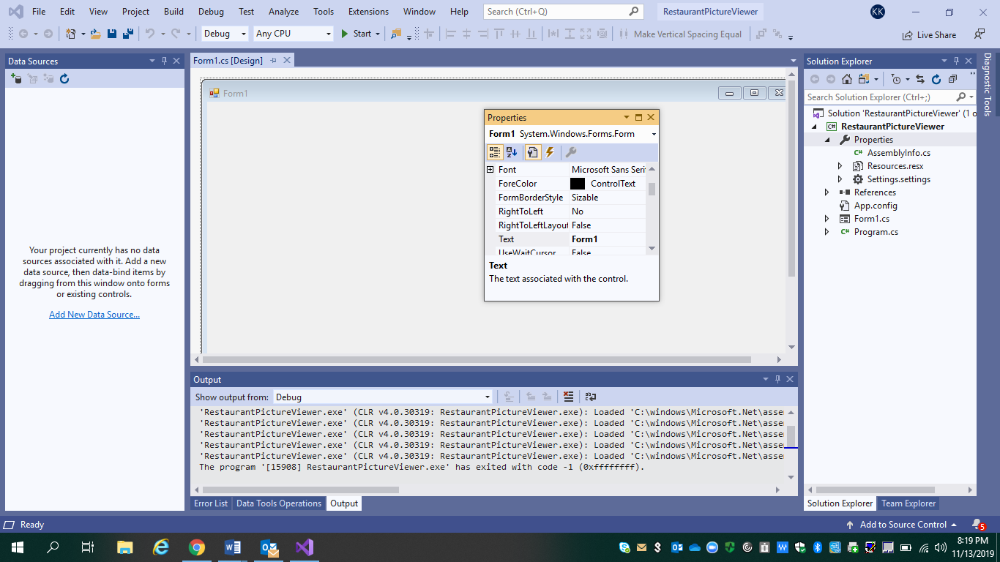 File Edit View Project Build Debug Test Analyze Tools Extensions Window Help Search (Ctrl+Q) RestaurantPictureViewer KK
Debug Any CPU Start Make Vertical Spacing Equal Live Share
Data Sources
Your project currently has no data
sources associated with it. Add a new
data source, then data-bind items by
dragging from this window onto forms
or existing controls.
Add New Data Source...
Form1.cs [Design]
Form1
Properties
Form1 System.Windows.Forms.Form
Font Microsoft Sans Seri
ForeColor ControlText
FormBorderStyle Sizable
RightToLeft No
RightToLeftLayout False
Text Form1
UseWaitCursor False
Text
The text associated with the control.
Output
Show output from: Debug
'RestaurantPictureViewer.exe' (CLR v4.0.30319: RestaurantPictureViewer.exe): Loaded 'C:\windows\Microsoft.Net\assem
'RestaurantPictureViewer.exe' (CLR v4.0.30319: RestaurantPictureViewer.exe): Loaded 'C:\windows\Microsoft.Net\assem
'RestaurantPictureViewer.exe' (CLR v4.0.30319: RestaurantPictureViewer.exe): Loaded 'C:\windows\Microsoft.Net\assem
'RestaurantPictureViewer.exe' (CLR v4.0.30319: RestaurantPictureViewer.exe): Loaded 'C:\windows\Microsoft.Net\assem
'RestaurantPictureViewer.exe' (CLR v4.0.30319: RestaurantPictureViewer.exe): Loaded 'C:\windows\Microsoft.Net\assem
The program '[15908] RestaurantPictureViewer.exe' has exited with code -1 (0xffffffff).
Error List Data Tools Operations Output
Solution Explorer
Search Solution Explorer (Ctrl+;)
Solution 'RestaurantPictureViewer' (1 o
RestaurantPictureViewer
Properties
AssemblyInfo.cs
Resources.resx
Settings.settings
References
App.config
Form1.cs
Program.cs
Solution Explorer Team Explorer
Diagnostic Tools
Ready Add to Source Control 5
8:19 PM
11/13/2019